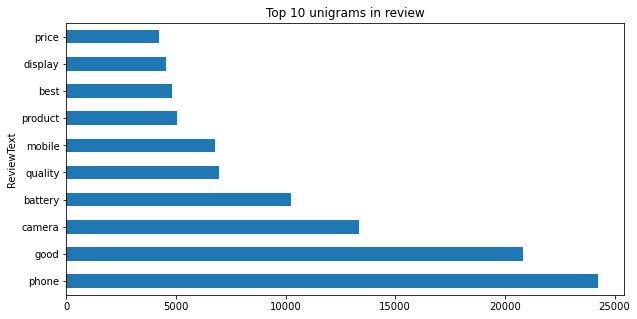 Top 10 unigrams in review
ReviewText
price
display
best
product
mobile
quality
battery
camera
good
phone
0 5000 10000 15000 20000 25000